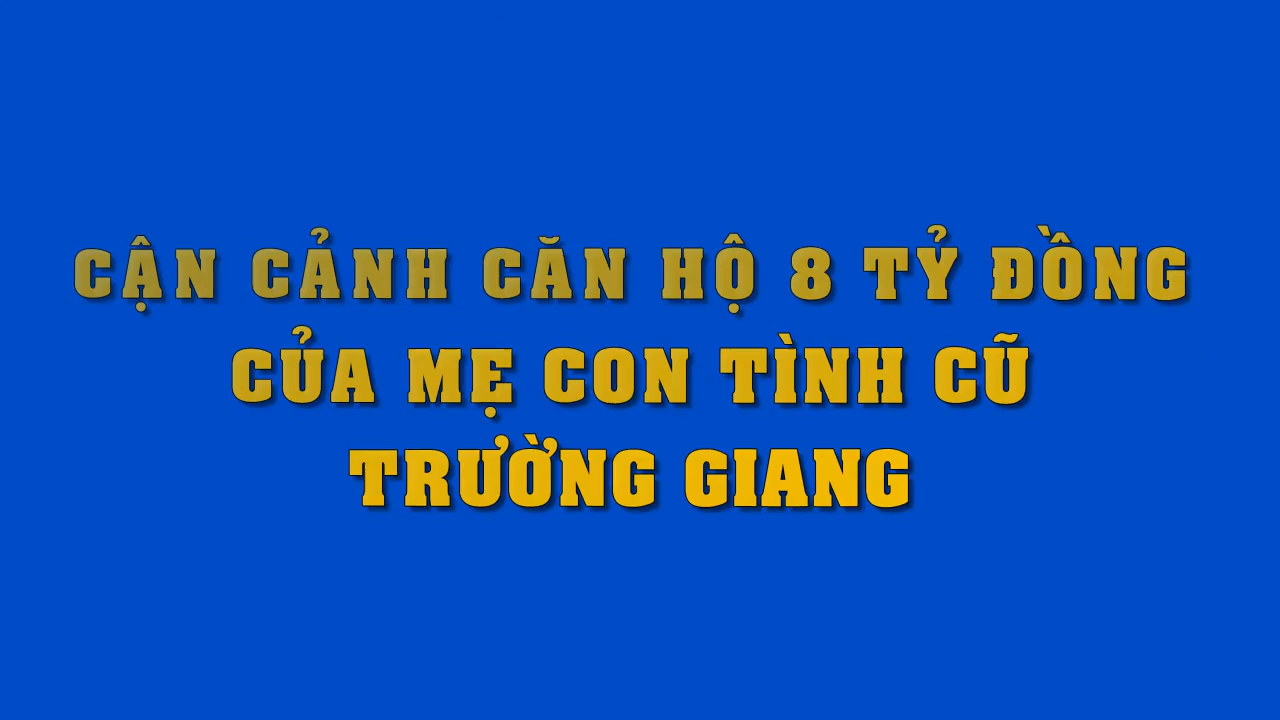 CẬN CẢNH CĂN HỘ 8 TỶ ĐỒNG
CỦA MẸ CON TÌNH CŨ
TRƯỜNG GIANG